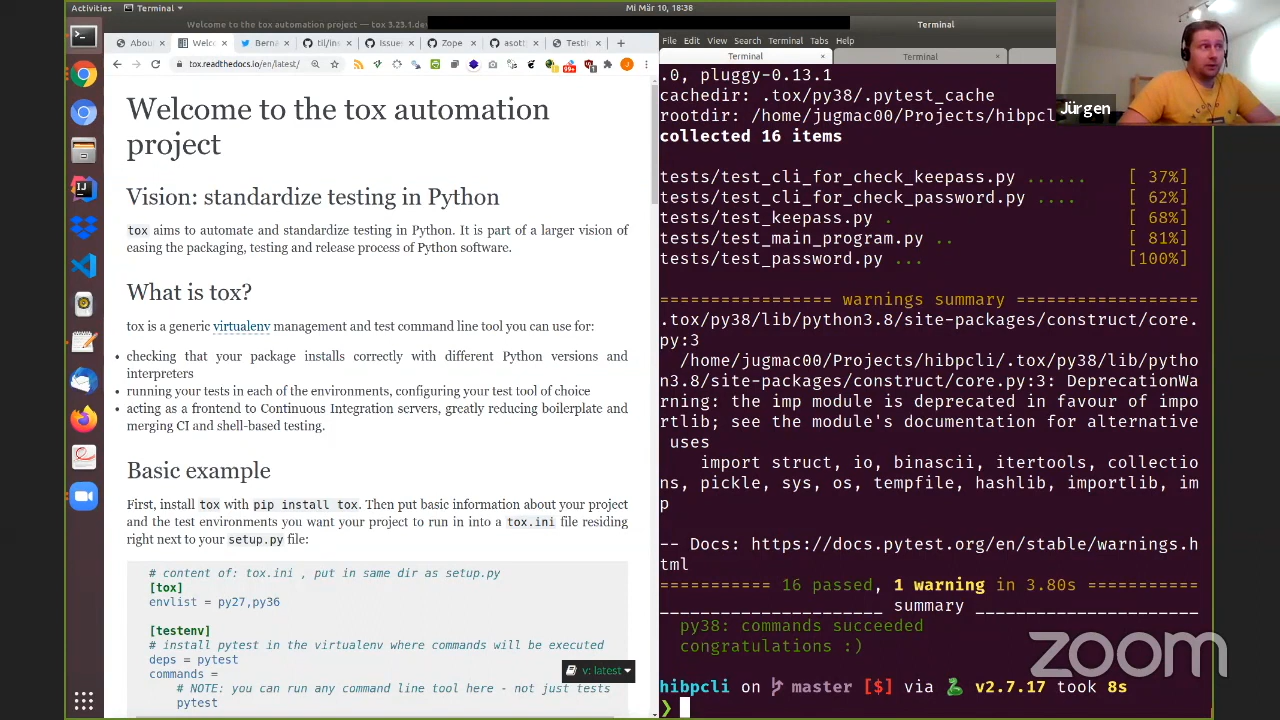 Activities
Terminal
Mi Mär 10, 18:38
Welcome to the tox automation project — tox 3.23.1.dev
Terminal
Abou
Welco
Berna
til/ins
Issues
Zope
asotti
Testin
tox.readthedocs.io/en/latest/
99+
1
J
File Edit View Search Terminal Tabs Help
Terminal
Terminal
Jürgen
Welcome to the tox automation
project
Vision: standardize testing in Python
tox aims to automate and standardize testing in Python. It is part of a larger vision of
easing the packaging, testing and release process of Python software.
What is tox?
tox is a generic virtualenv management and test command line tool you can use for:
• checking that your package installs correctly with different Python versions and
interpreters
• running your tests in each of the environments, configuring your test tool of choice
• acting as a frontend to Continuous Integration servers, greatly reducing boilerplate and
merging CI and shell-based testing.
Basic example
First, install tox with pip install tox. Then put basic information about your project
and the test environments you want your project to run in into a tox.ini file residing
right next to your setup.py file:
# content of: tox.ini , put in same dir as setup.py
[tox]
envlist = py27,py36
[testenv]
# install pytest in the virtualenv where commands will be executed
deps = pytest
commands =
# NOTE: you can run any command line tool here - not just tests
pytest
v: latest
.0, pluggy-0.13.1
cachedir: .tox/py38/.pytest_cache
rootdir: /home/jugmac00/Projects/hibpcl
collected 16 items
tests/test_cli_for_check_keepass.py ...... [ 37%]
tests/test_cli_for_check_password.py .... [ 62%]
tests/test_keepass.py . [ 68%]
tests/test_main_program.py .. [ 81%]
tests/test_password.py ... [100%]
================= warnings summary ==================
.tox/py38/lib/python3.8/site-packages/construct/core.
py:3
/home/jugmac00/Projects/hibpcli/.tox/py38/lib/pytho
n3.8/site-packages/construct/core.py:3: DeprecationWa
rning: the imp module is deprecated in favour of impo
rtlib; see the module's documentation for alternative
uses
import struct, io, binascii, itertools, collectio
ns, pickle, sys, os, tempfile, hashlib, importlib, im
p
-- Docs: https://docs.pytest.org/en/stable/warnings.h
tml
=========== 16 passed, 1 warning in 3.80s ===========
______________________ summary ______________________
py38: commands succeeded
congratulations :)
hibpcli on master [$] via v2.7.17 took 8s
❯
zoom